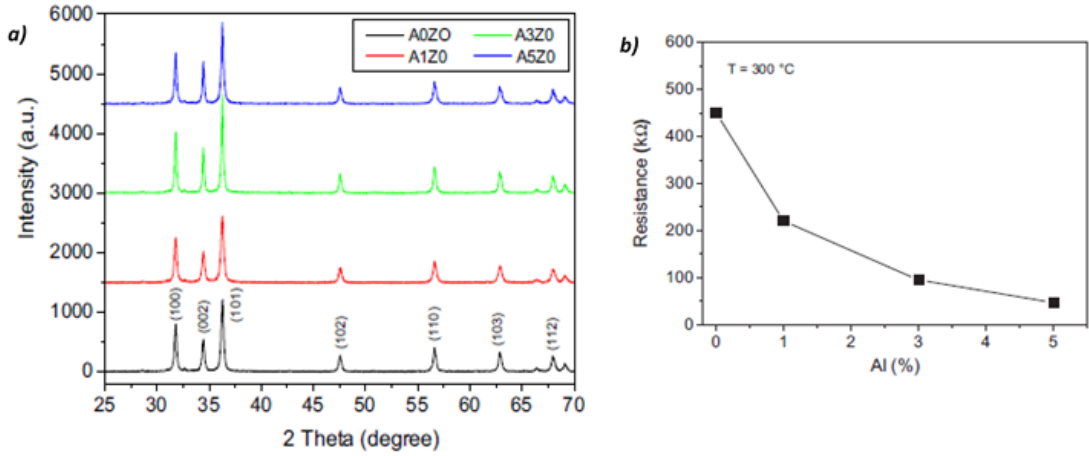 a)
6000
5000
4000
3000
2000
1000
0
Intensity (a.u.)
A0ZO A3Z0
A1Z0 A5Z0
(100)
(002)
(101)
(102)
(110)
(103)
(112)
25 30 35 40 45 50 55 60 65 70
2 Theta (degree)
b)
600
500
400
300
200
100
0
Resistance (kΩ)
T = 300 °C
0 1 2 3 4 5
Al (%)